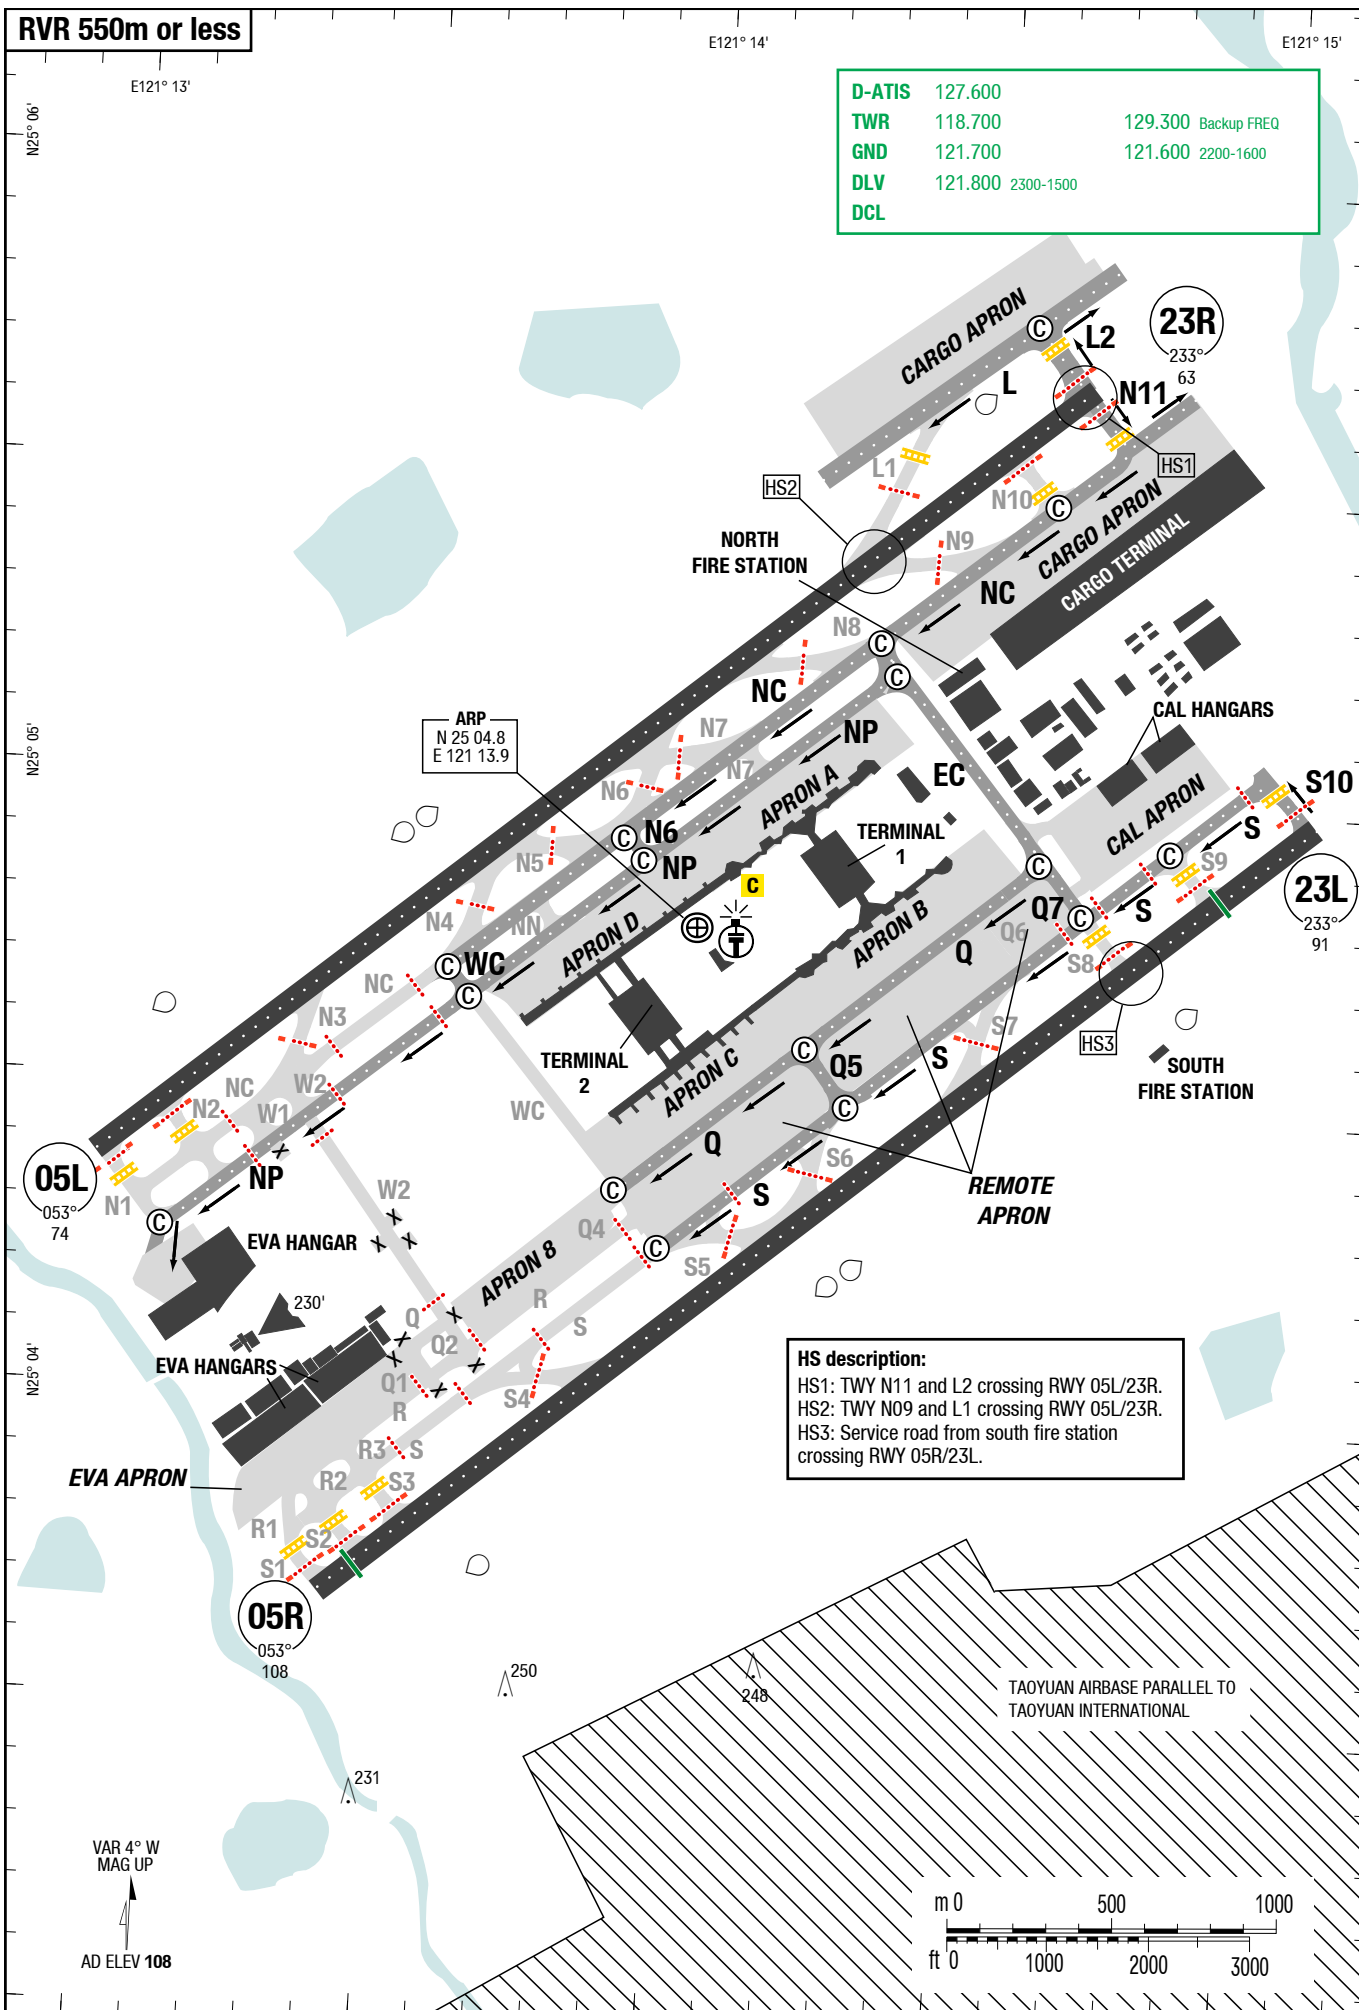 RVR 550m or less
E121° 13'
E121° 14'
E121° 15'
N25° 06'
D-ATIS 127.600
TWR 118.700 129.300 Backup FREQ
GND 121.700 121.600 2200-1600
DLV 121.800 2300-1500
DCL
CARGO APRON
C
L2
23R
233°
63
L
N11
HS1
L1
N10
C
HS2
CARGO APRON
CARGO TERMINAL
NORTH
FIRE STATION
N9
NC
N8
C
C
NC
ARP
N 25 04.8
E 121 13.9
N25° 05'
N7
NP
N7
CAL HANGARS
EC
N6
APRON A
S10
N6
C
NP
C
N5
TERMINAL
1
CAL APRON
S
C
C
S9
23L
233°
91
C
N4
NN
APRON D
APRON B
Q7
C
S
Q6
Q
S8
C
WC
C
NC
N3
HS3
S7
SOUTH
FIRE STATION
TERMINAL
2
APRON C
C
Q5
S
C
NC
W2
N2
W1
WC
05L
053°
74
N1
NP
C
Q
S6
C
S
REMOTE
APRON
W2
Q4
C
S5
EVA HANGAR
APRON 8
230'
R
S
Q
Q2
EVA HANGARS
N25° 04'
Q1
S4
R
HS description:
HS1: TWY N11 and L2 crossing RWY 05L/23R.
HS2: TWY N09 and L1 crossing RWY 05L/23R.
HS3: Service road from south fire station
crossing RWY 05R/23L.
R3
S
EVA APRON
R2
S3
R1
S2
S1
05R
053°
108
250
248
TAOYUAN AIRBASE PARALLEL TO
TAOYUAN INTERNATIONAL
231
VAR 4° W
MAG UP
AD ELEV 108
m 0 500 1000
ft 0 1000 2000 3000